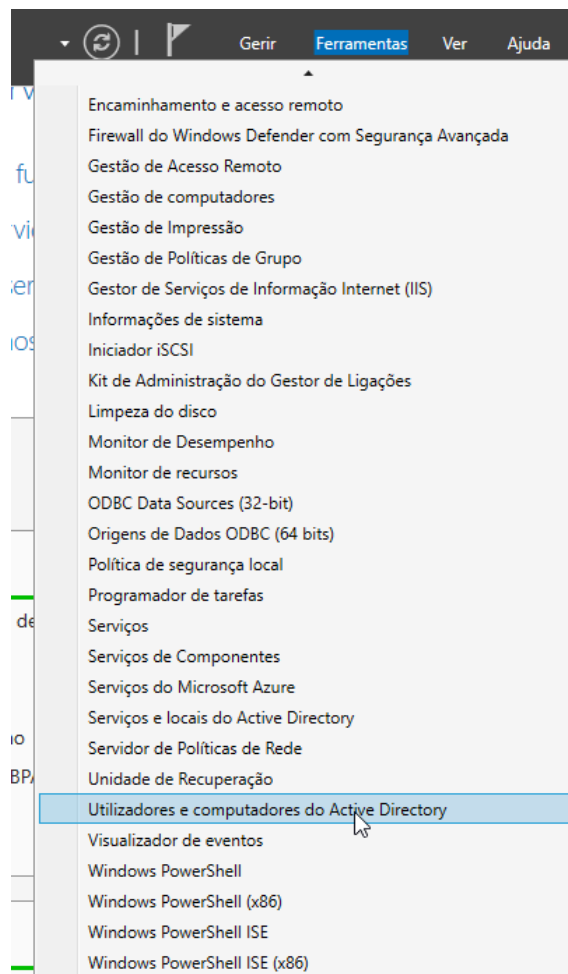 Gerir Ferramentas Ver Ajuda
Encaminhamento e acesso remoto
Firewall do Windows Defender com Segurança Avançada
Gestão de Acesso Remoto
Gestão de computadores
Gestão de Impressão
Gestão de Políticas de Grupo
Gestor de Serviços de Informação Internet (IIS)
Informações de sistema
Iniciador iSCSI
Kit de Administração do Gestor de Ligações
Limpeza do disco
Monitor de Desempenho
Monitor de recursos
ODBC Data Sources (32-bit)
Origens de Dados ODBC (64 bits)
Política de segurança local
Programador de tarefas
de
Serviços
Serviços de Componentes
Serviços do Microsoft Azure
Serviços e locais do Active Directory
Servidor de Políticas de Rede
Unidade de Recuperação
Utilizadores e computadores do Active Directory
Visualizador de eventos
Windows PowerShell
Windows PowerShell (x86)
Windows PowerShell ISE
Windows PowerShell ISE (x86)